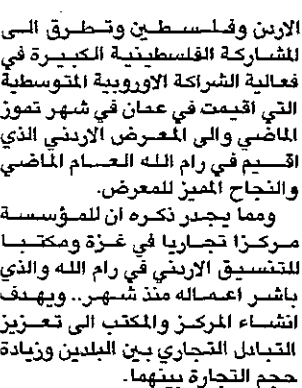 الاردن وفلسطين وتطرق الى
المشاركة الفلسطينية الكبيرة في
فعالية الشراكة الاوروبية المتوسطية
التي اقيمت في عمان في شهر تموز
الماضي والى المعرض الاردني الذي
اقيم في رام الله العام الماضي
والنجاح المميز للمعرض.
ومما يجدر ذكره ان للمؤسسة
مركزا تجاريا في غزة ومكتبا
للتنسيق الاردني في رام الله والذي
باشر اعماله منذ شهر.. ويهدف
انشاء المركز والمكتب الى تعزيز
التبادل التجاري بين البلدين وزيادة
حجم التجارة بينهما.